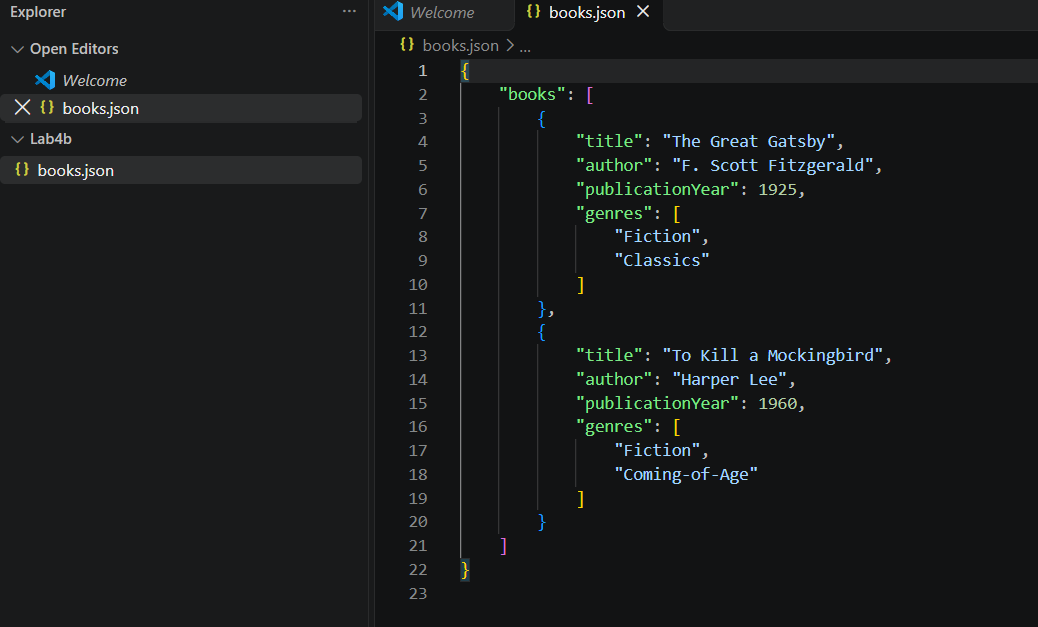 Explorer
Open Editors
Welcome
books.json
Lab4b
books.json
Welcome
books.json
books.json > ...
1 {
2     "books": [
3         {
4             "title": "The Great Gatsby",
5             "author": "F. Scott Fitzgerald",
6             "publicationYear": 1925,
7             "genres": [
8                 "Fiction",
9                 "Classics"
10             ]
11         },
12         {
13             "title": "To Kill a Mockingbird",
14             "author": "Harper Lee",
15             "publicationYear": 1960,
16             "genres": [
17                 "Fiction",
18                 "Coming-of-Age"
19             ]
20         }
21     ]
22 }
23